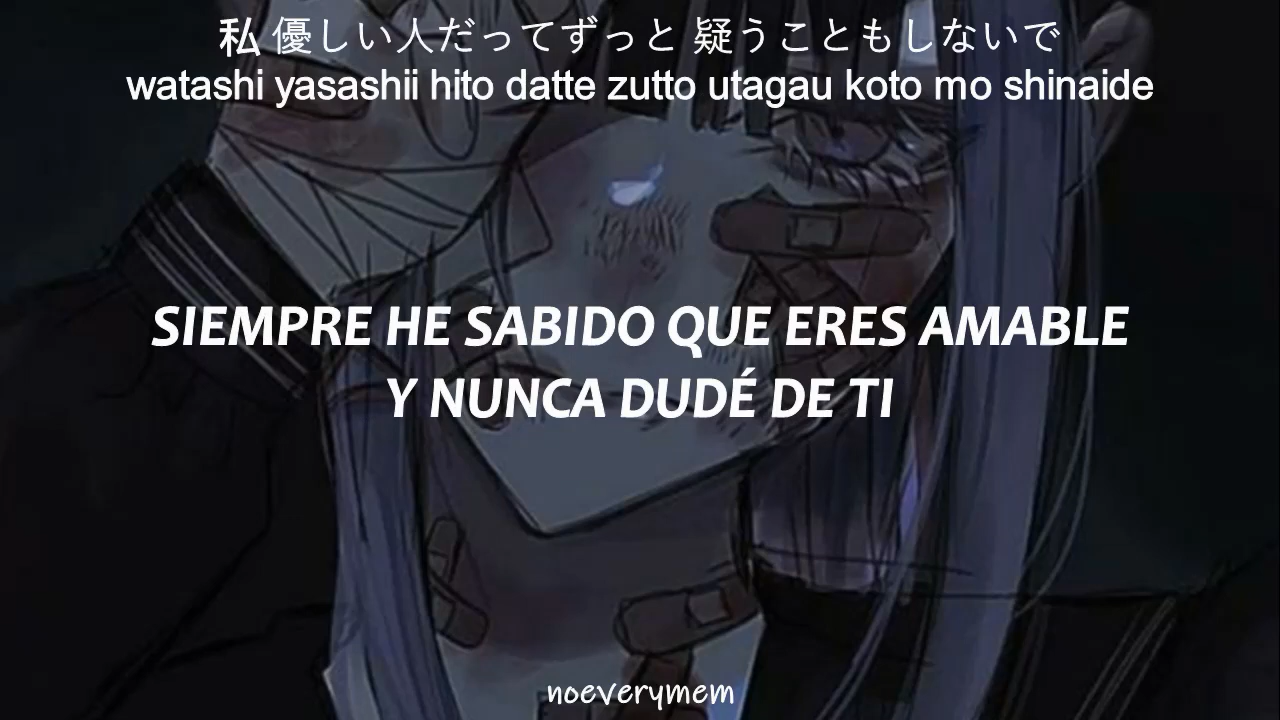 私 優しい人だってずっと 疑うこともしないで
watashi yasashii hito datte zutto utagau koto mo shinaide
SIEMPRE HE SABIDO QUE ERES AMABLE
Y NUNCA DUDÉ DE TI
noeverymem